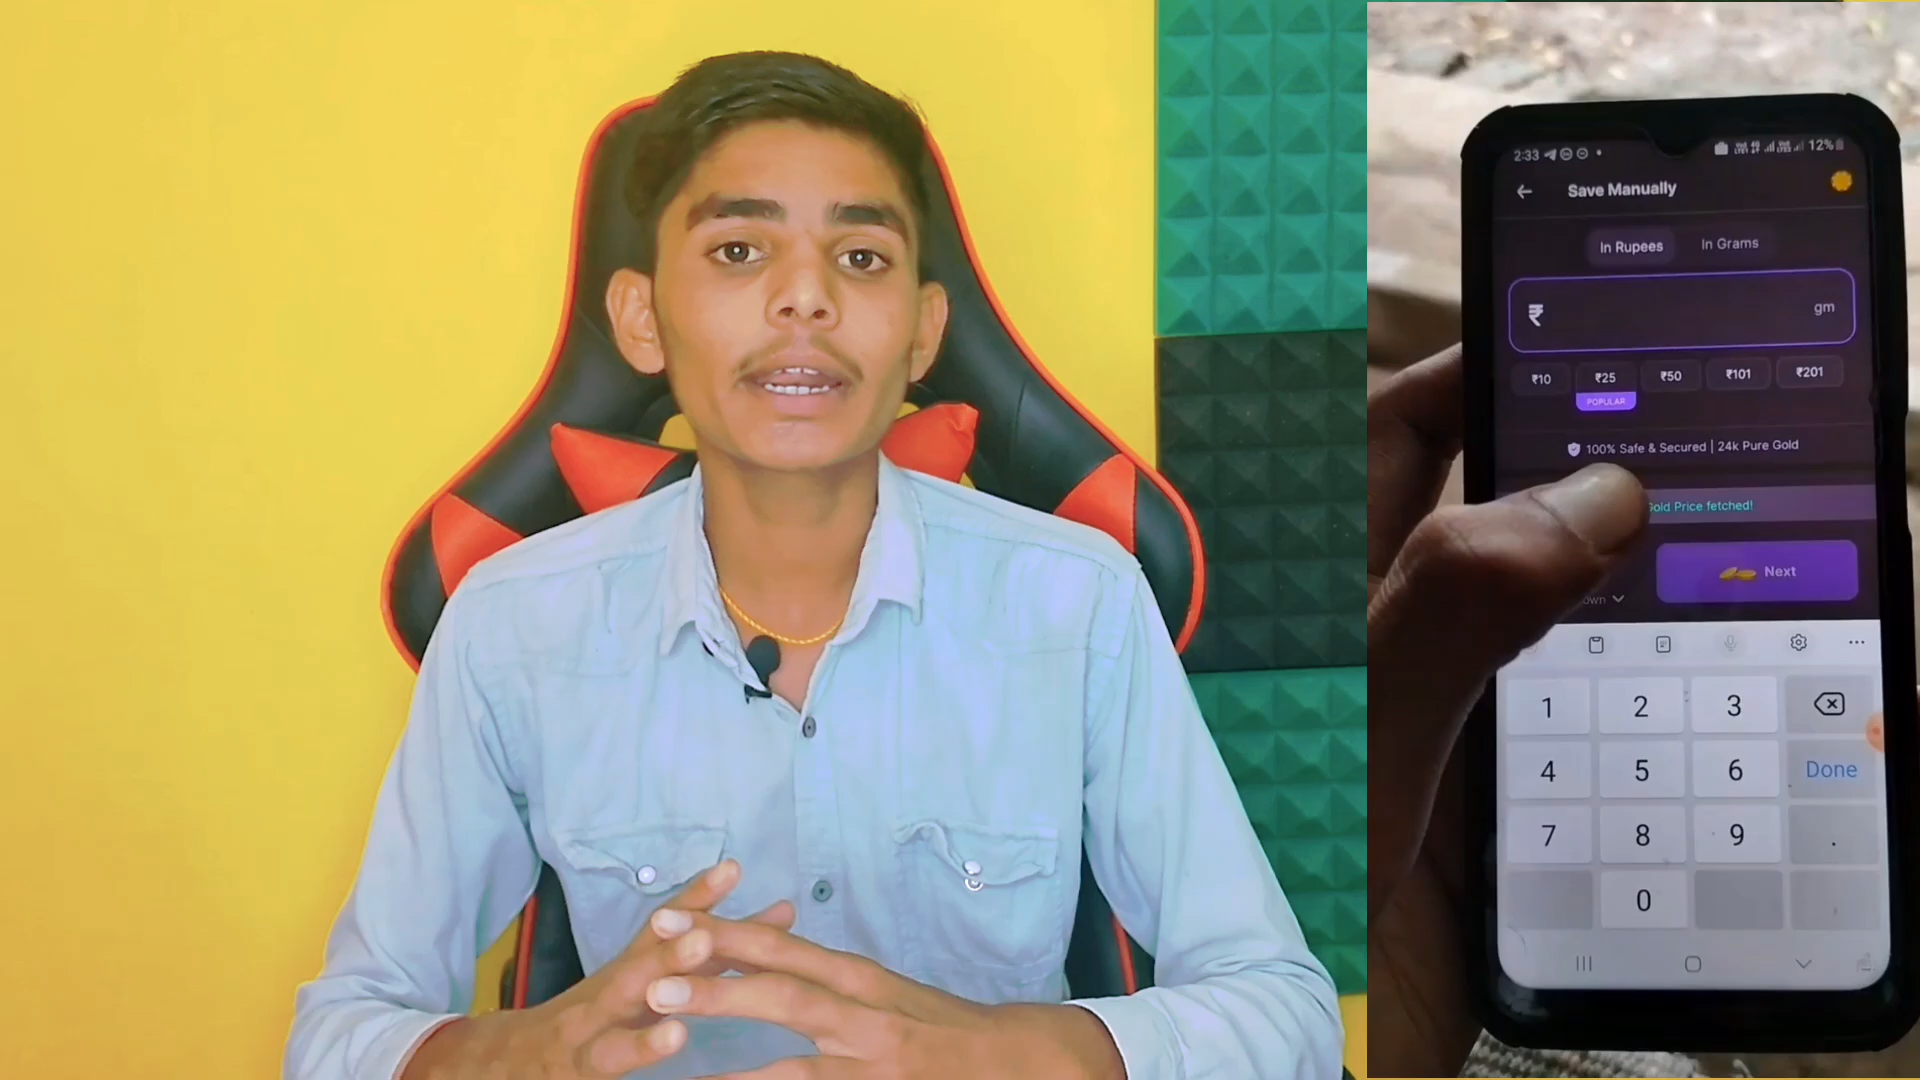 2:33 12%
Save Manually
In Rupees In Grams
₹ gm
₹10 ₹25 ₹50 ₹101 ₹201
POPULAR
100% Safe & Secured | 24k Pure Gold
Gold Price fetched!
Next
1 2 3
4 5 6 Done
7 8 9 .
0 ,